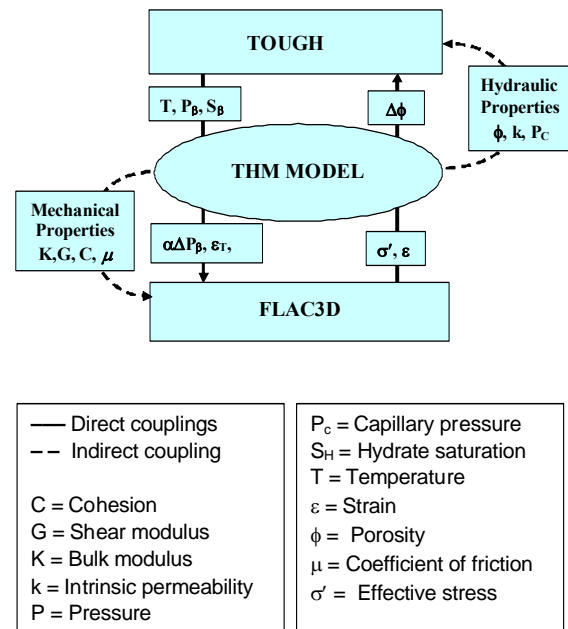 TOUGH
T, Pβ, Sβ
Δϕ
Hydraulic
Properties
ϕ, k, PC
THM MODEL
Mechanical
Properties
K,G, C, μ
αΔPβ, εT,
σ′, ε
FLAC3D
Direct couplings
Indirect coupling
C = Cohesion
G = Shear modulus
K = Bulk modulus
k = Intrinsic permeability
P = Pressure
Pc = Capillary pressure
SH = Hydrate saturation
T = Temperature
ε = Strain
ϕ = Porosity
μ = Coefficient of friction
σ′ = Effective stress